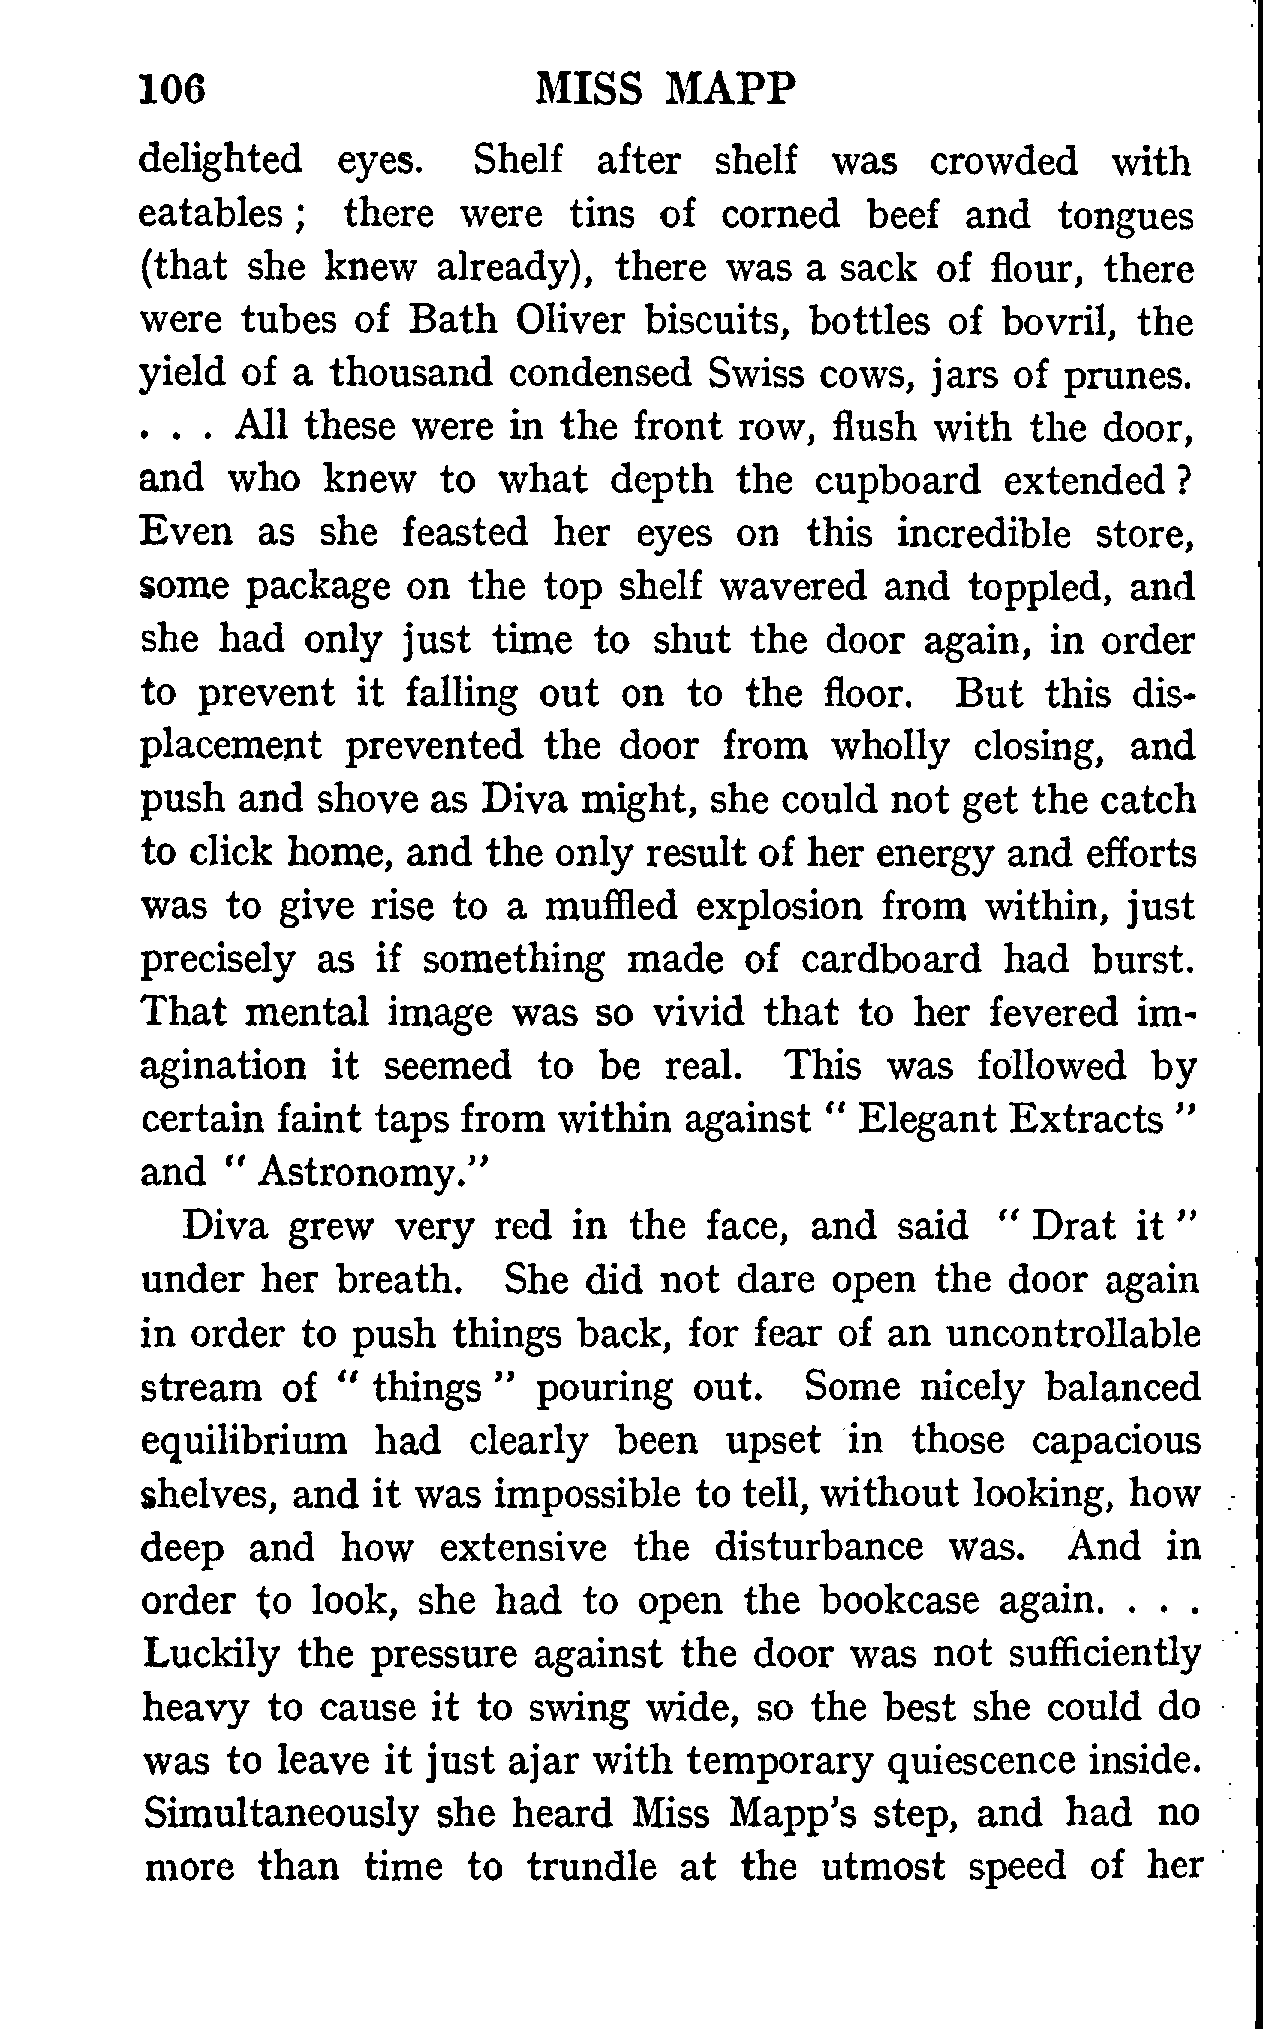 106 MISS MAPP
delighted eyes. Shelf after shelf was crowded with
eatables ; there were tins of corned beef and tongues
(that she knew already), there was a sack of flour, there
were tubes of Bath Oliver biscuits, bottles of bovril, the
yield of a thousand condensed Swiss cows, jars of prunes.
. . . All these were in the front row, flush with the door,
and who knew to what depth the cupboard extended ?
Even as she feasted her eyes on this incredible store,
some package on the top shelf wavered and toppled, and
she had only just time to shut the door again, in order
to prevent it falling out on to the floor. But this dis-
placement prevented the door from wholly closing, and
push and shove as Diva might, she could not get the catch
to click home, and the only result of her energy and efforts
was to give rise to a muffled explosion from within, just
precisely as if something made of cardboard had burst.
That mental image was so vivid that to her fevered im-
agination it seemed to be real. This was followed by
certain faint taps from within against " Elegant Extracts "
and " Astronomy."
Diva grew very red in the face, and said " Drat it "
under her breath. She did not dare open the door again
in order to push things back, for fear of an uncontrollable
stream of " things " pouring out. Some nicely balanced
equilibrium had clearly been upset in those capacious
shelves, and it was impossible to tell, without looking, how
deep and how extensive the disturbance was. And in
order to look, she had to open the bookcase again. . . .
Luckily the pressure against the door was not sufficiently
heavy to cause it to swing wide, so the best she could do
was to leave it just ajar with temporary quiescence inside.
Simultaneously she heard Miss Mapp's step, and had no
more than time to trundle at the utmost speed of her